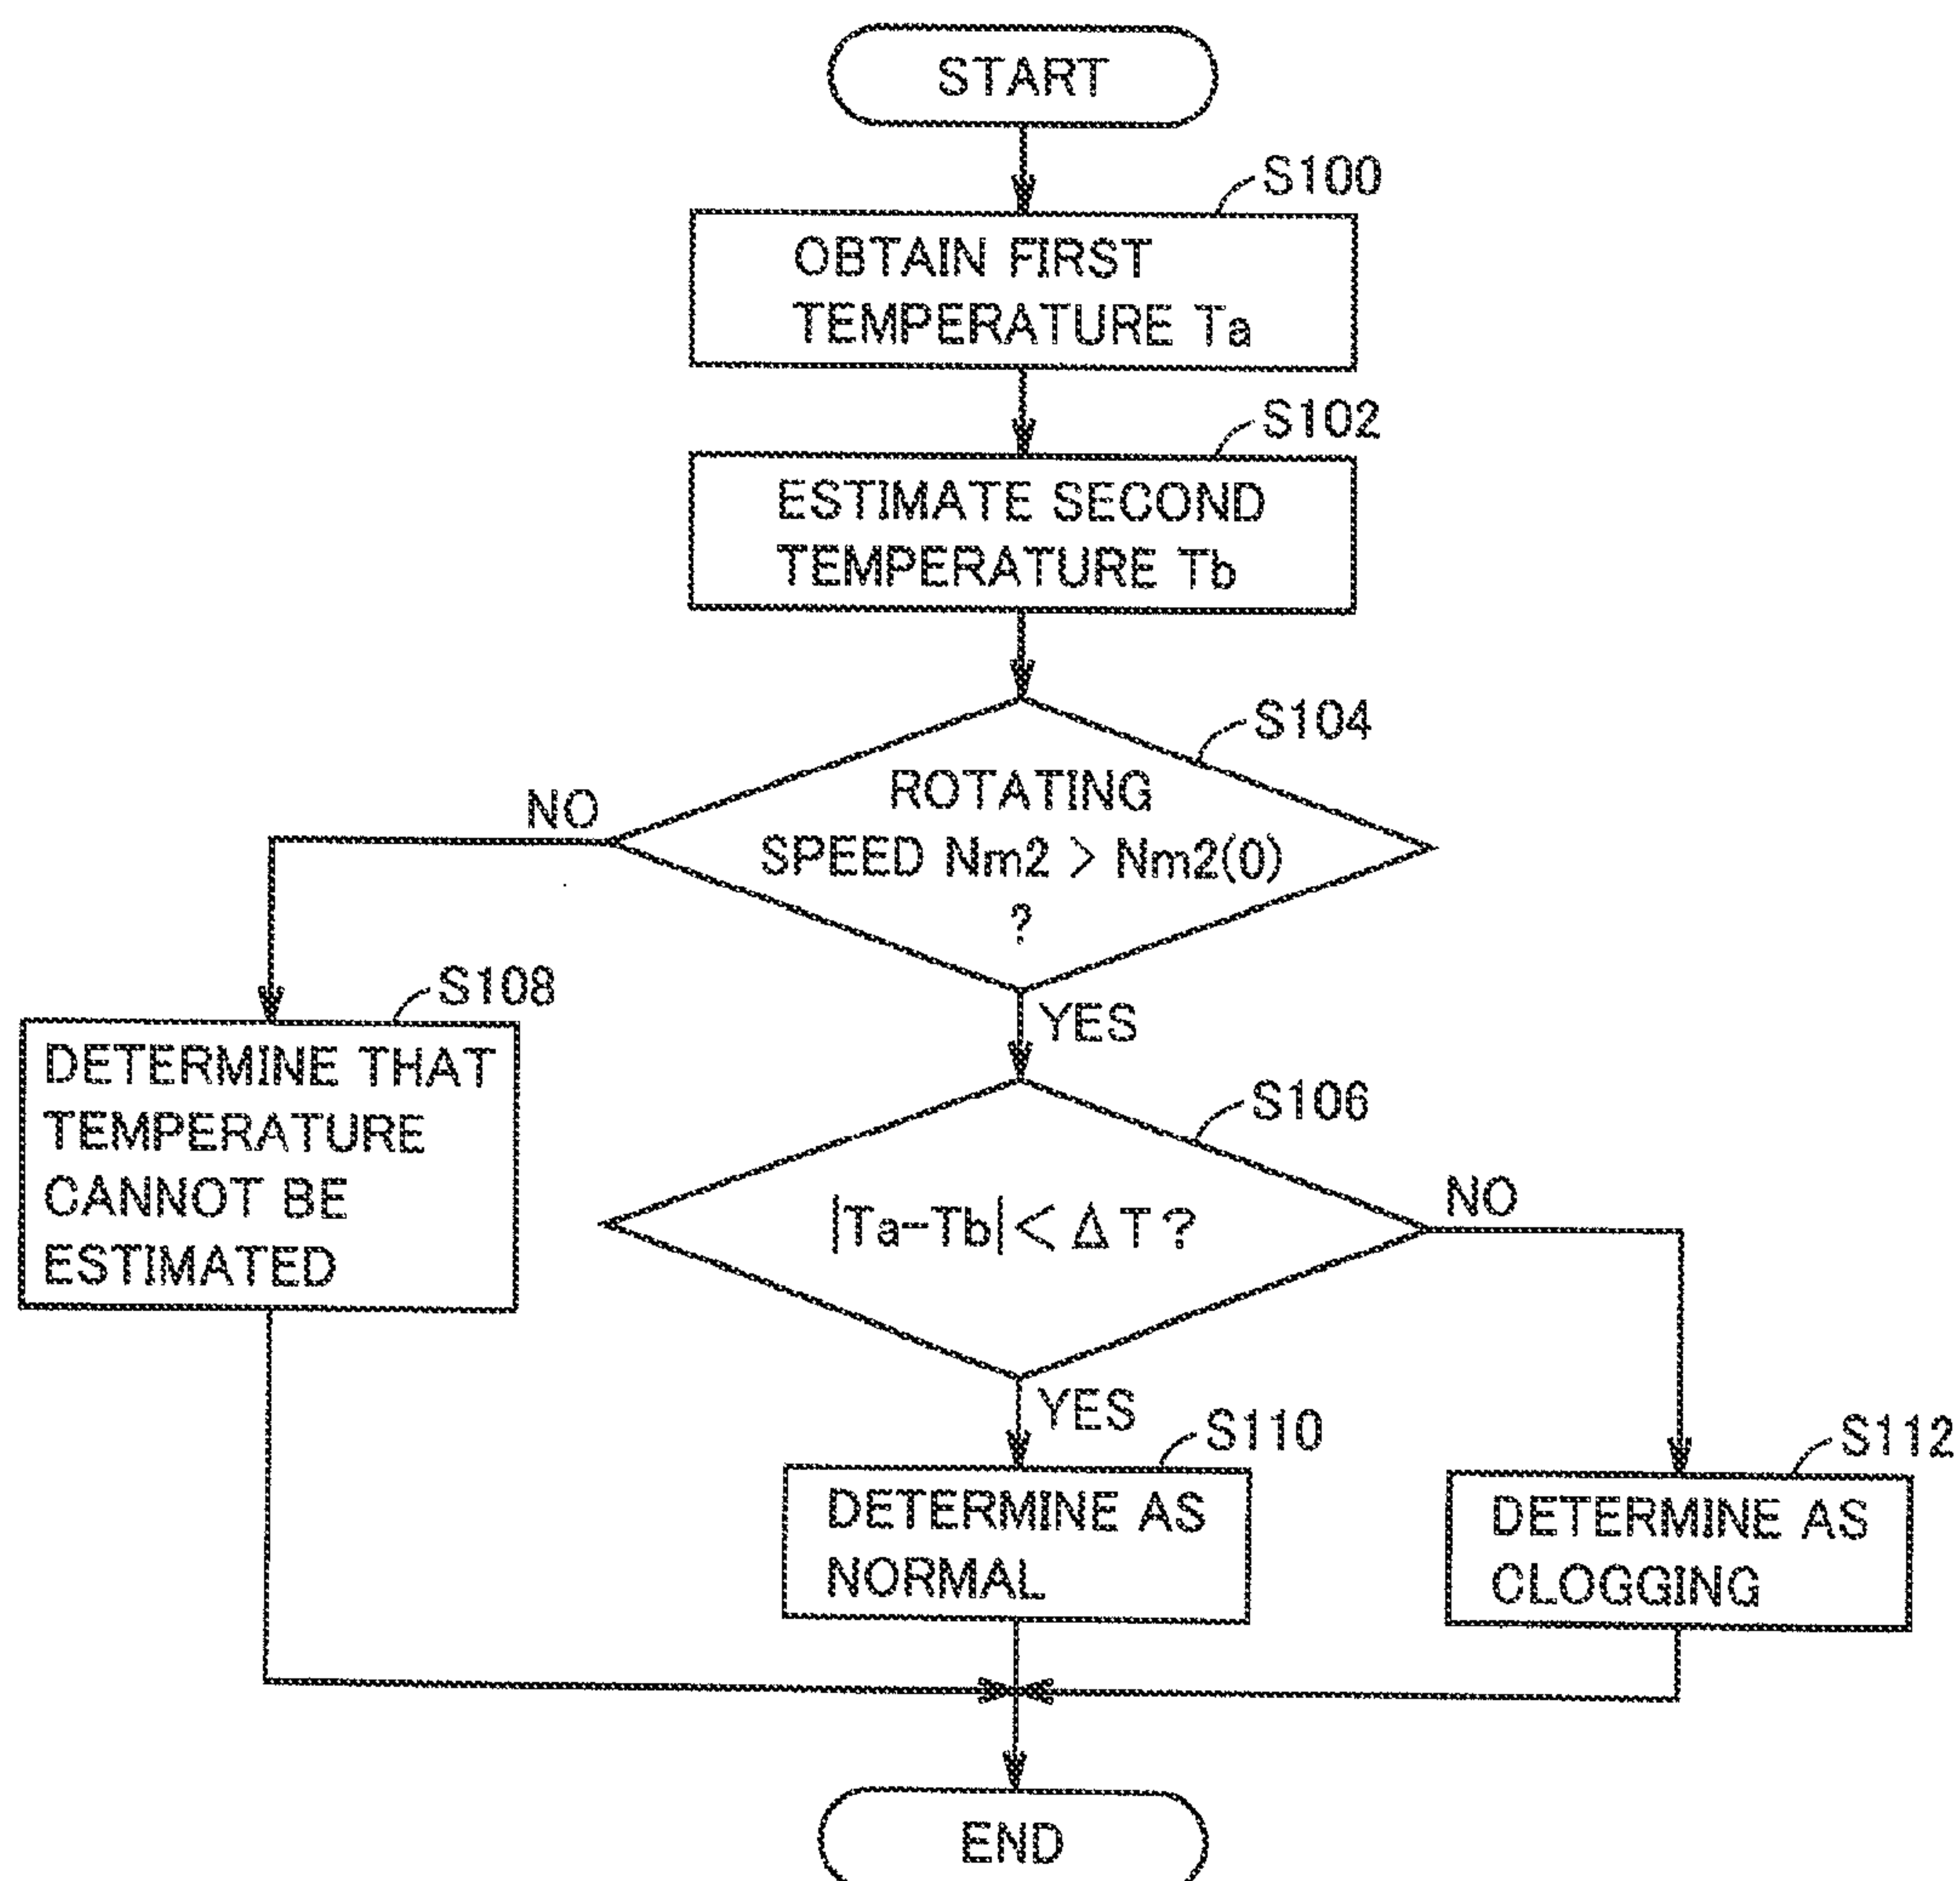 START
S100
OBTAIN FIRST
TEMPERATURE Ta
S102
ESTIMATE SECOND
TEMPERATURE Tb
S104
ROTATING
SPEED Nm2 > Nm2(0)
?
NO
YES
S108
DETERMINE THAT
TEMPERATURE
CANNOT BE
ESTIMATED
S106
|Ta-Tb| < Δ T ?
NO
YES
S110
DETERMINE AS
NORMAL
S112
DETERMINE AS
CLOGGING
END